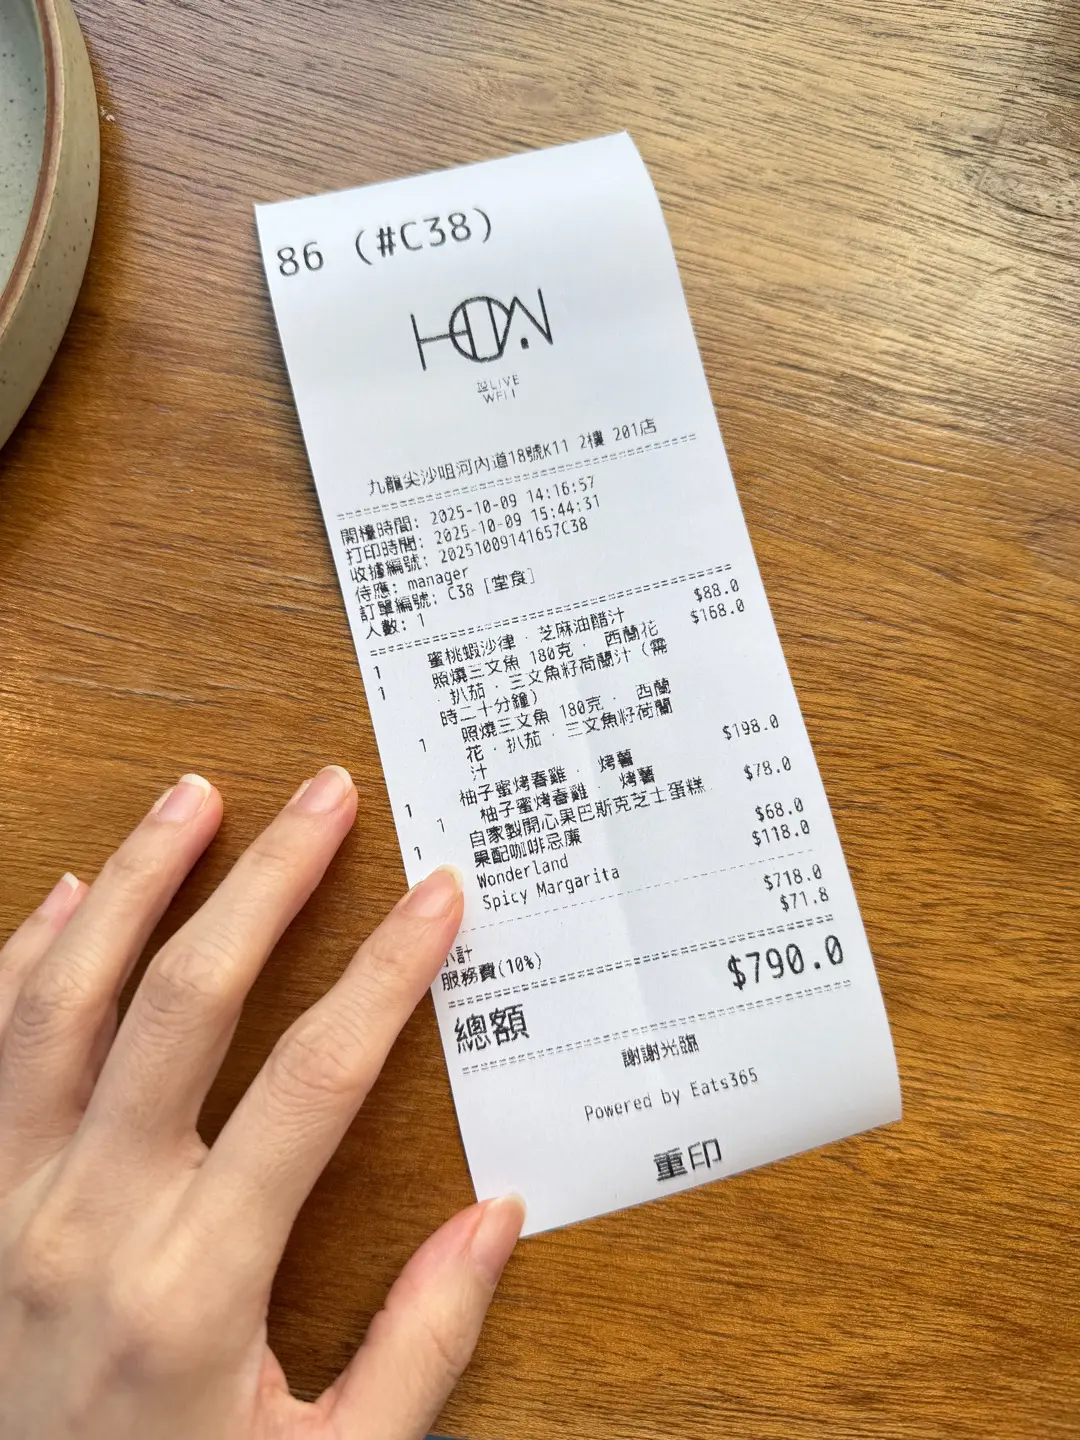 86 (#C38)
HOW
to LIVE
WELL
九龍尖沙咀河內道18號K11 2樓 201店
開檯時間: 2025-10-09 14:16:57
打印時間: 2025-10-09 15:44:31
收據編號: 20251009141657C38
侍應: manager
訂單編號: C38 [堂食]
人數: 1
1 蜜桃蝦沙律 · 芝麻油醋汁 $88.0
1 照燒三文魚 180克 · 西蘭花 $168.0
· 扒茄 · 三文魚籽荷蘭汁 (需
時二十分鐘)
1 照燒三文魚 180克 · 西蘭
花 · 扒茄 · 三文魚籽荷蘭
汁
1 柚子蜜烤春雞 · 烤薯 $198.0
1 柚子蜜烤春雞 · 烤薯
1 自家製開心果巴斯克芝士蛋糕 $78.0
果配咖啡忌廉
Wonderland $68.0
Spicy Margarita $118.0
小計 $718.0
服務費(10%) $71.8
總額 $790.0
謝謝光臨
Powered by Eats365
重印